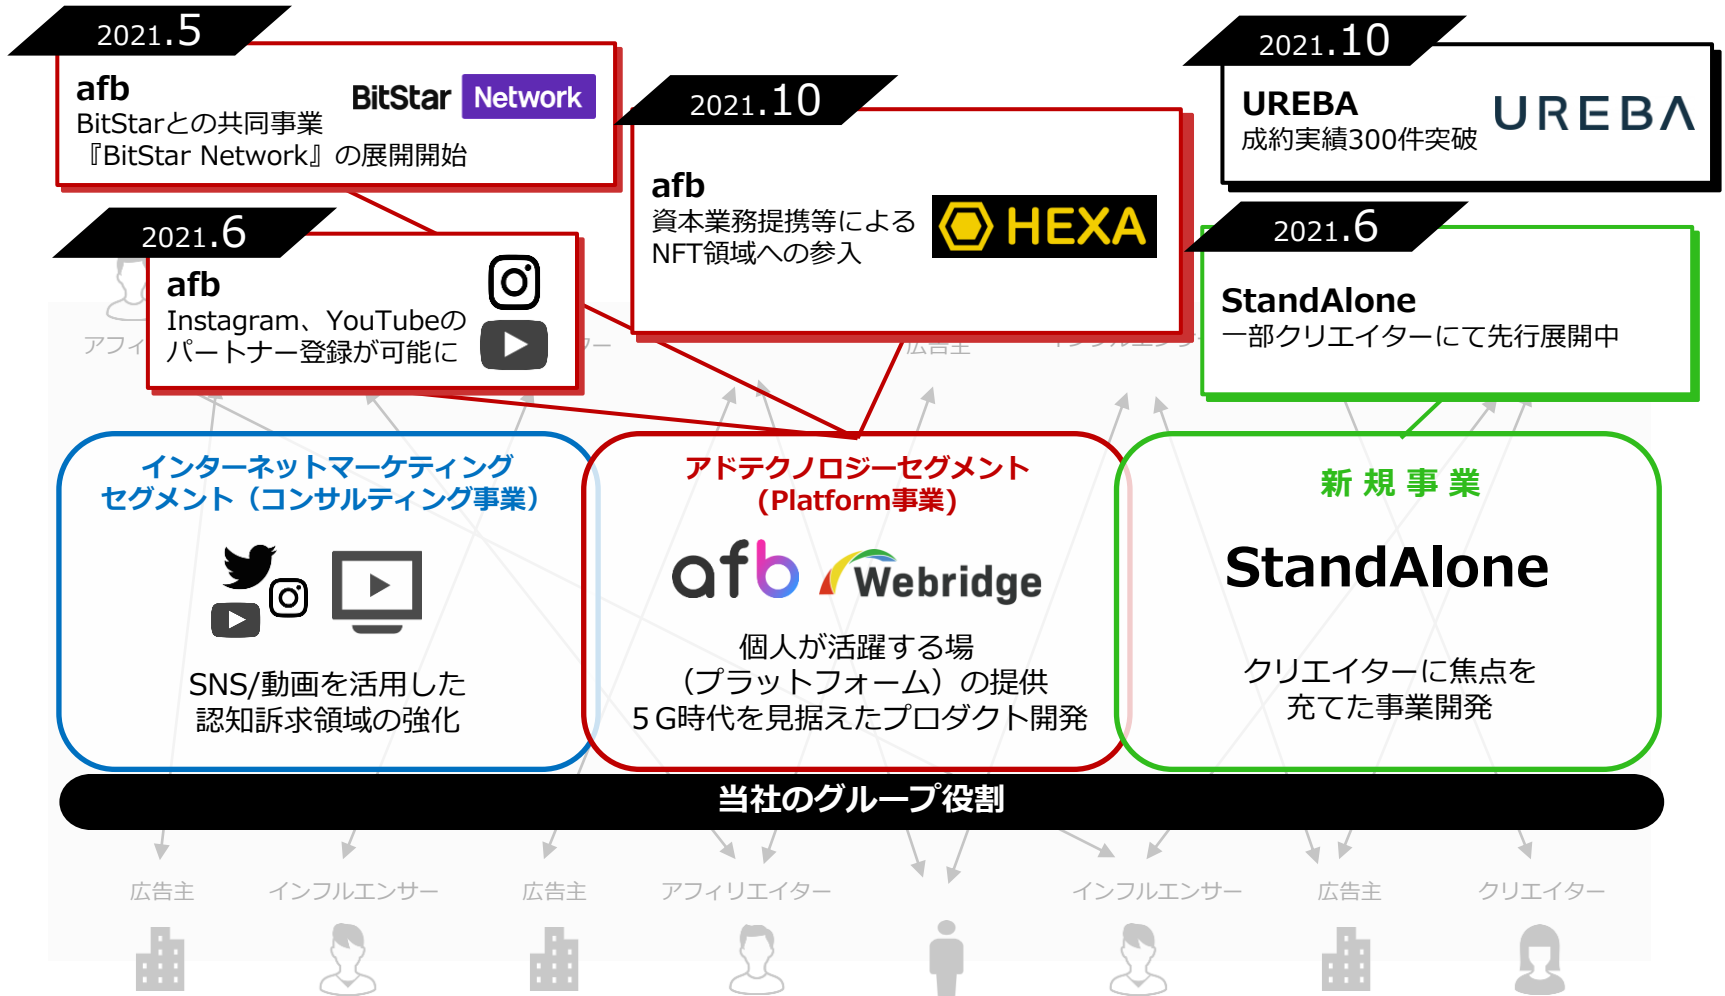 2021.5
afb
BitStarとの共同事業
『BitStar Network』の展開開始
BitStar Network
2021.10
afb
資本業務提携等による
NFT領域への参入
HEXA
2021.10
UREBA
成約実績300件突破
UREBA
2021.6
afb
Instagram、YouTubeの
パートナー登録が可能に
2021.6
StandAlone
一部クリエイターにて先行展開中
広告主
インターネットマーケティング
セグメント（コンサルティング事業）
SNS/動画を活用した
認知訴求領域の強化
アドテクノロジーセグメント
(Platform事業)
afb Webridge
個人が活躍する場
（プラットフォーム）の提供
５G時代を見据えたプロダクト開発
新規事業
StandAlone
クリエイターに焦点を
充てた事業開発
当社のグループ役割
広告主
インフルエンサー
広告主
アフィリエイター
インフルエンサー
広告主
クリエイター